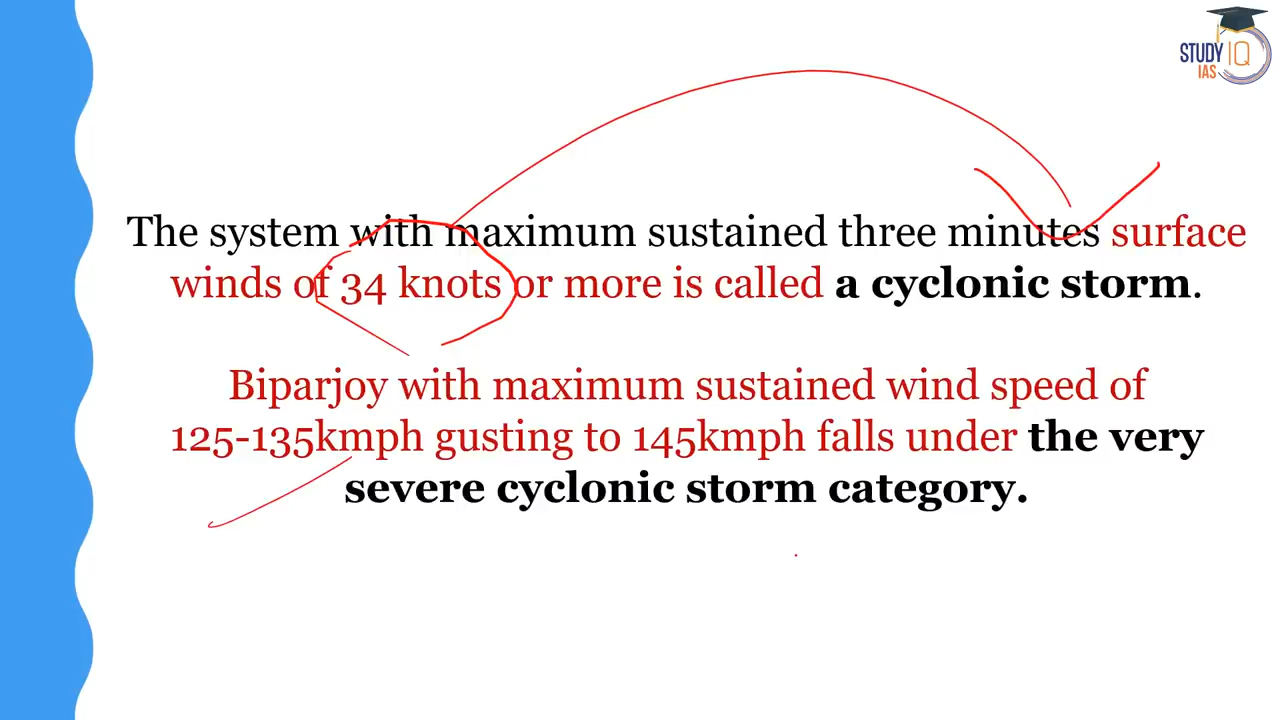 STUDY IQ
IAS
The system with maximum sustained three minutes surface
winds of 34 knots or more is called a cyclonic storm.
Biparjoy with maximum sustained wind speed of
125-135kmph gusting to 145kmph falls under the very
severe cyclonic storm category.